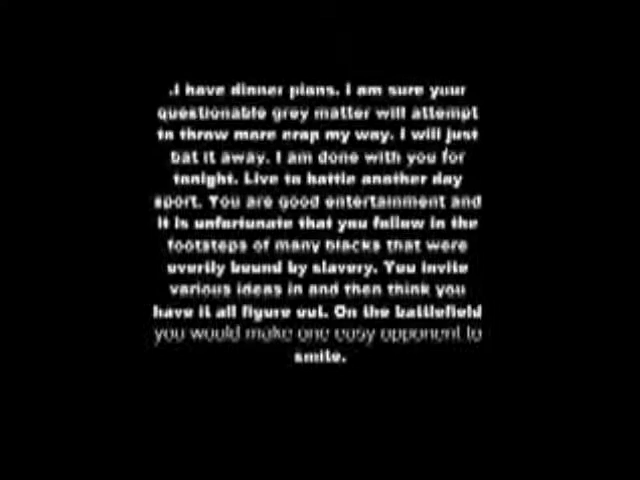 .I have dinner plans. I am sure your
questionable grey matter will attempt
to throw more crap my way. I will just
bat it away. I am done with you for
tonight. Live to battle another day
sport. You are good entertainment and
it is unfortunate that you follow in the
footsteps of many blacks that were
overily bound by slavery. You invite
various ideas in and then think you
have it all figure out. On the battlefield
you would make one easy opponent to
smite.